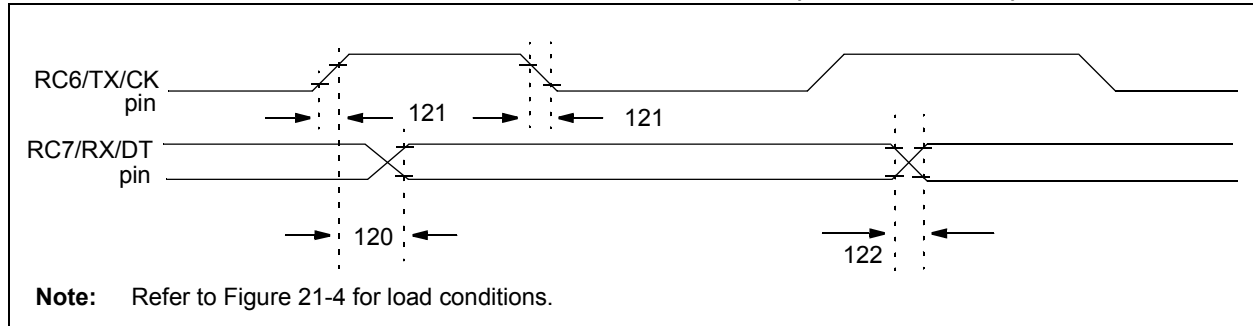 RC6/TX/CK
pin
121
121
RC7/RX/DT
pin
120
122
Note: Refer to Figure 21-4 for load conditions.